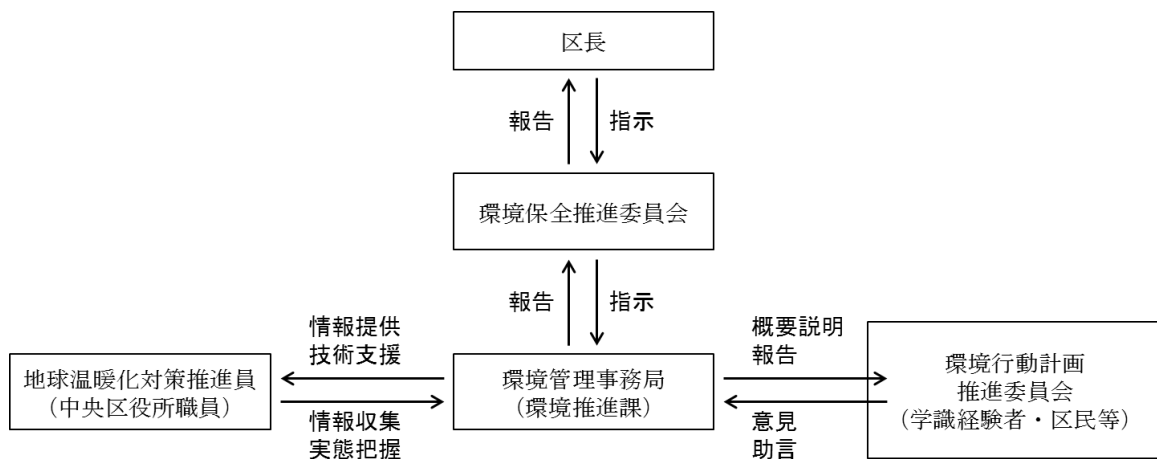 区長
報告
指示
環境保全推進委員会
報告
指示
情報提供
技術支援
概要説明
報告
地球温暖化対策推進員
（中央区役所職員）
環境管理事務局
（環境推進課）
環境行動計画
推進委員会
（学識経験者・区民等）
情報収集
実態把握
意見
助言